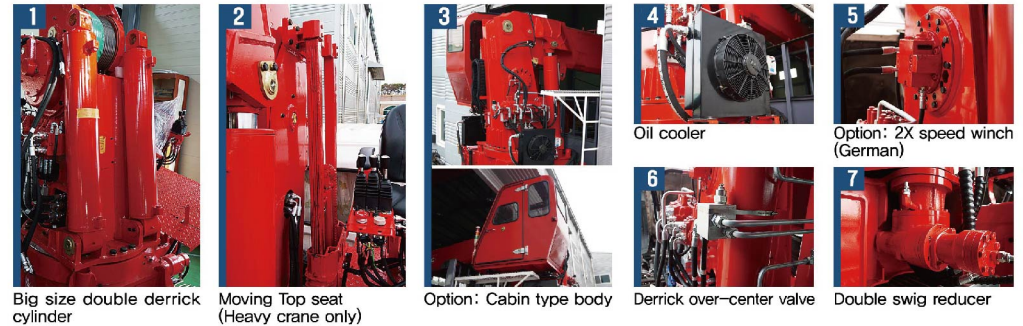 1
Big size double derrick
cylinder
2
Moving Top seat
(Heavy crane only)
3
Option: Cabin type body
4
Oil cooler
5
Option: 2X speed winch
(German)
6
Derrick over-center valve
7
Double swig reducer